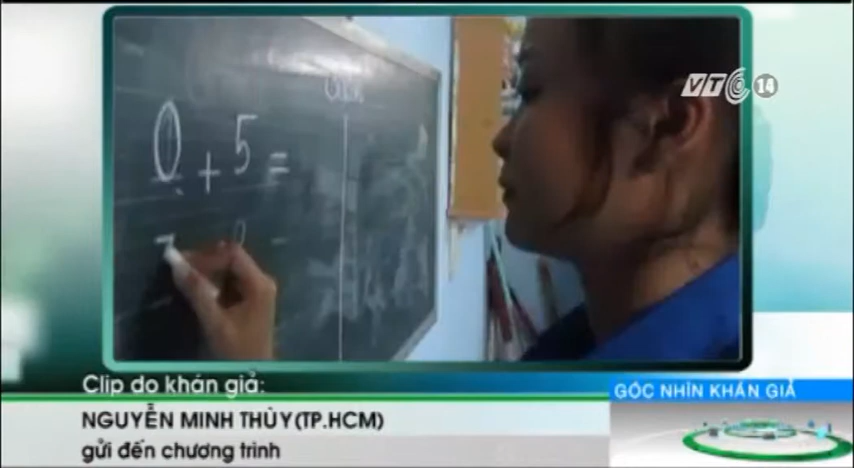 VTC 14
0 + 5 =
Clip do khán giả:
NGUYỄN MINH THÙY(TP.HCM)
gửi đến chương trình
GÓC NHÌN KHÁN GIẢ